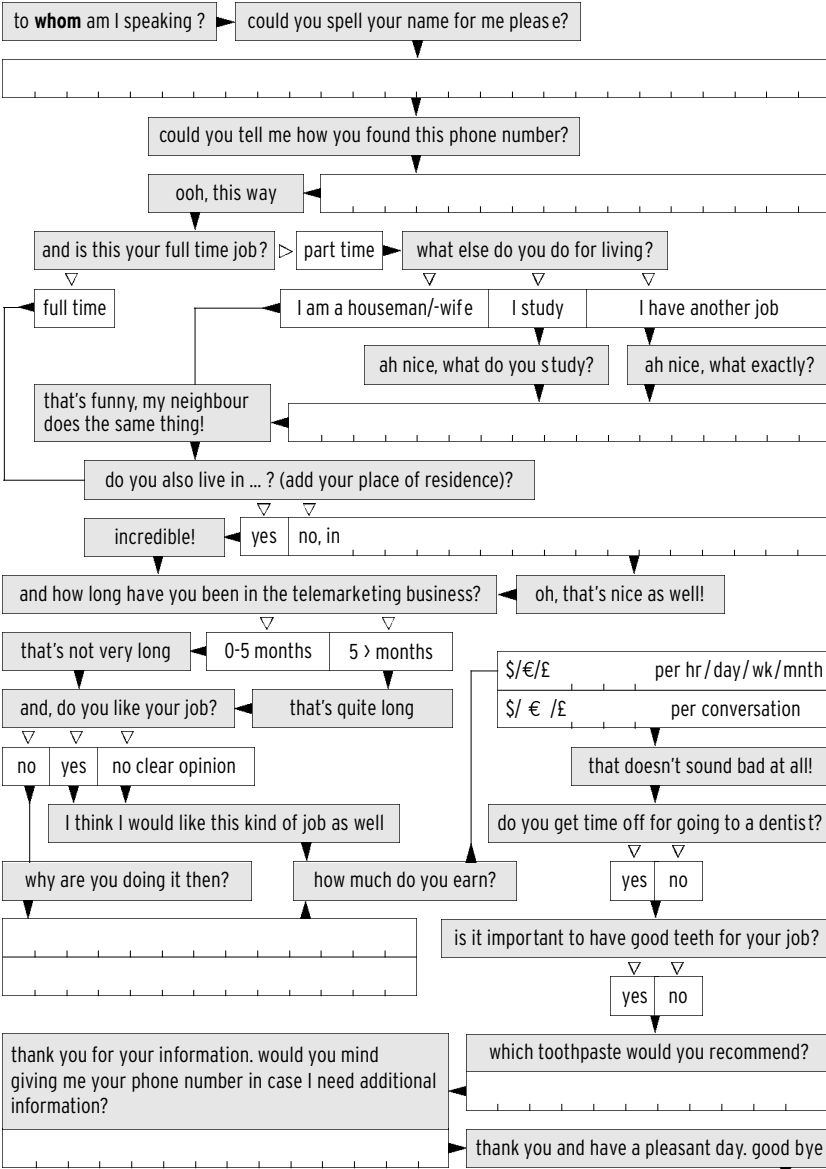 to whom am I speaking ?
could you spell your name for me please?
could you tell me how you found this phone number?
ooh, this way
and is this your full time job?
part time
what else do you do for living?
full time
I am a houseman/-wife
I study
I have another job
ah nice, what do you study?
ah nice, what exactly?
that's funny, my neighbour
does the same thing!
do you also live in ... ? (add your place of residence)?
incredible!
yes
no, in
and how long have you been in the telemarketing business?
oh, that's nice as well!
that's not very long
0-5 months
5 > months
$/€/£ per hr/day/wk/mnth
and, do you like your job?
that's quite long
$/ € /£ per conversation
no
yes
no clear opinion
that doesn't sound bad at all!
I think I would like this kind of job as well
do you get time off for going to a dentist?
why are you doing it then?
how much do you earn?
yes
no
is it important to have good teeth for your job?
yes
no
which toothpaste would you recommend?
thank you for your information. would you mind
giving me your phone number in case I need additional
information?
thank you and have a pleasant day. good bye